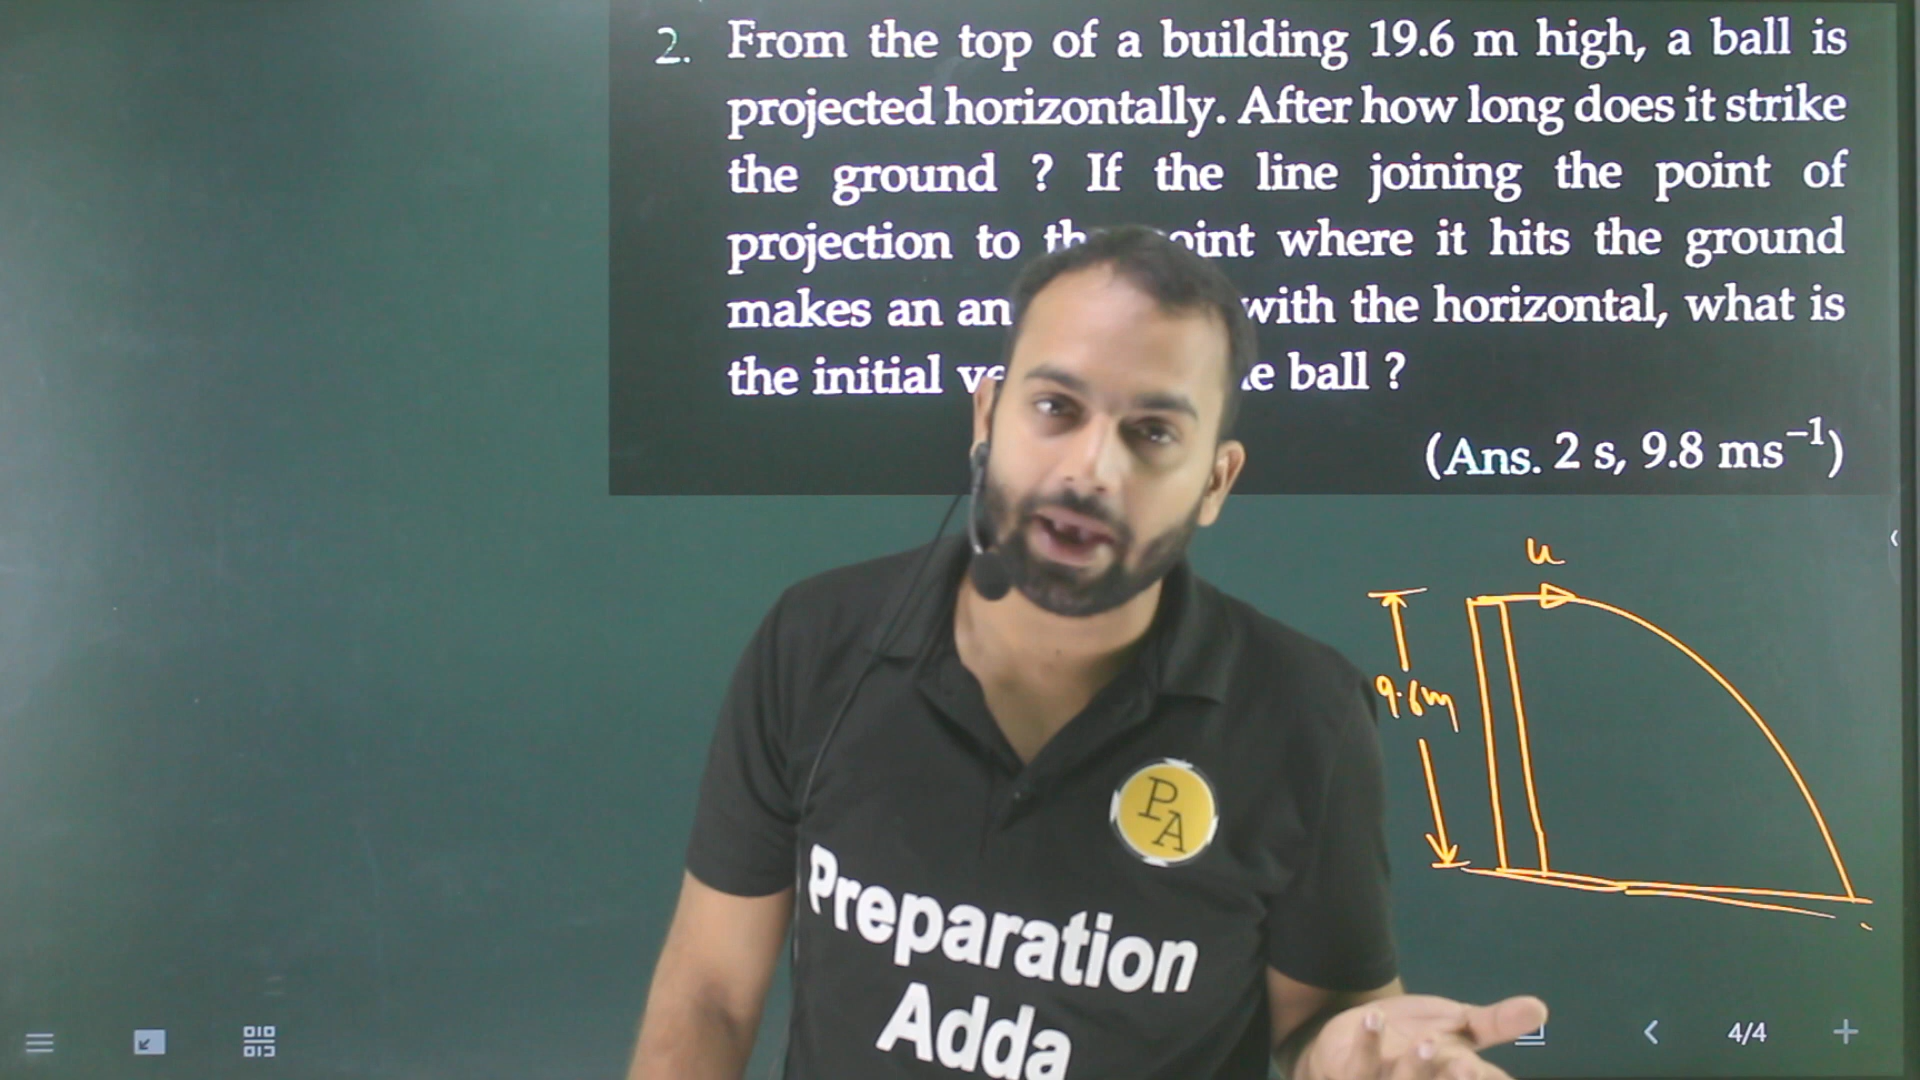 2. From the top of a building 19.6 m high, a ball is
projected horizontally. After how long does it strike
the ground ? If the line joining the point of
projection to where it hits the ground
makes an with the horizontal, what is
the initial ball ?
(Ans. 2 s, 9.8 ms⁻¹)
u
9.6m
PA
Preparation
Adda
4/4